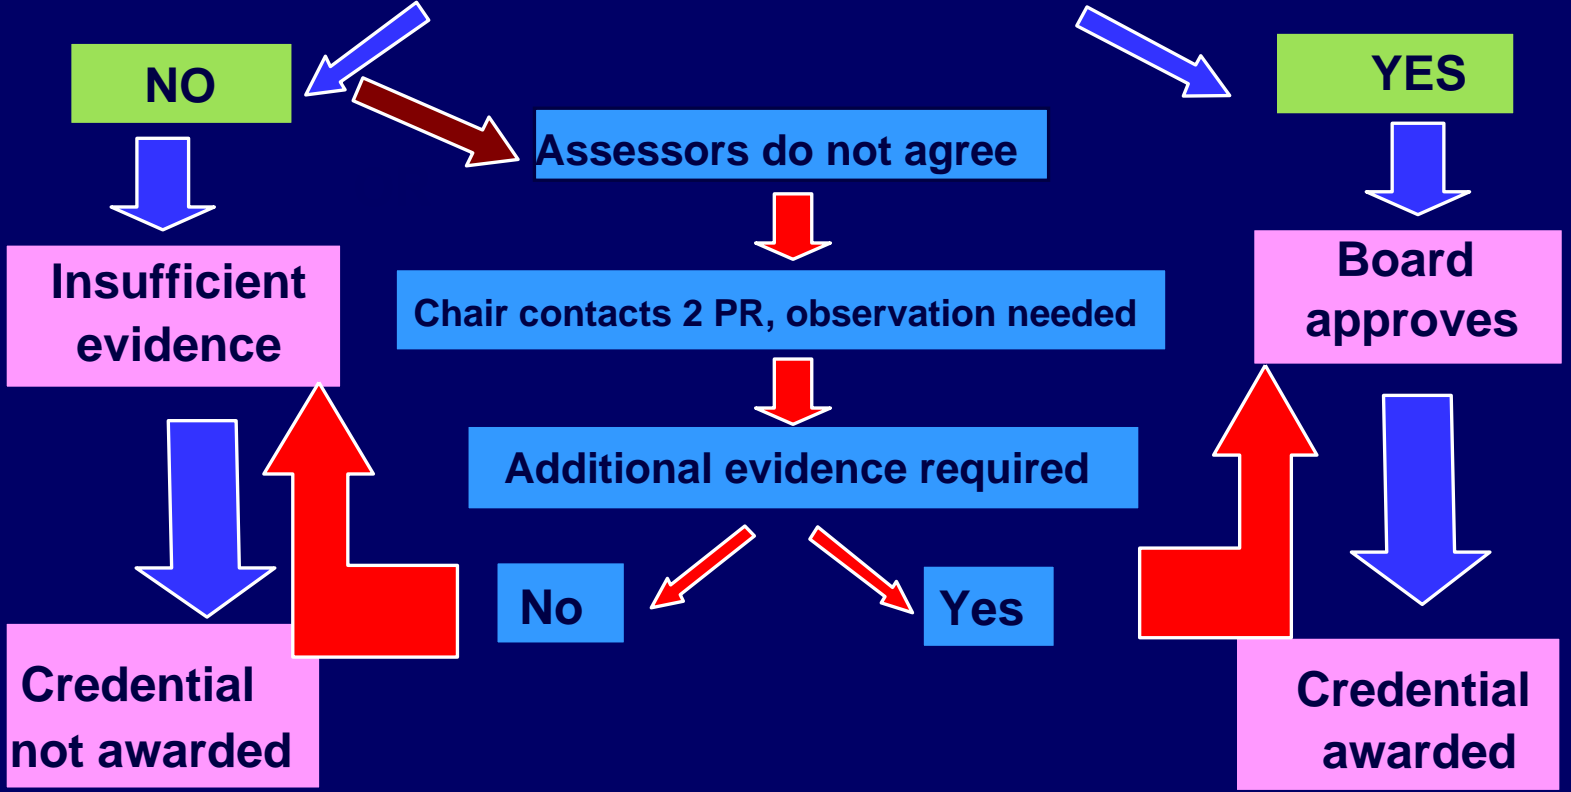 NO
YES
Assessors do not agree
Insufficient
evidence
Chair contacts 2 PR, observation needed
Board
approves
Additional evidence required
No
Yes
Credential
not awarded
Credential
awarded